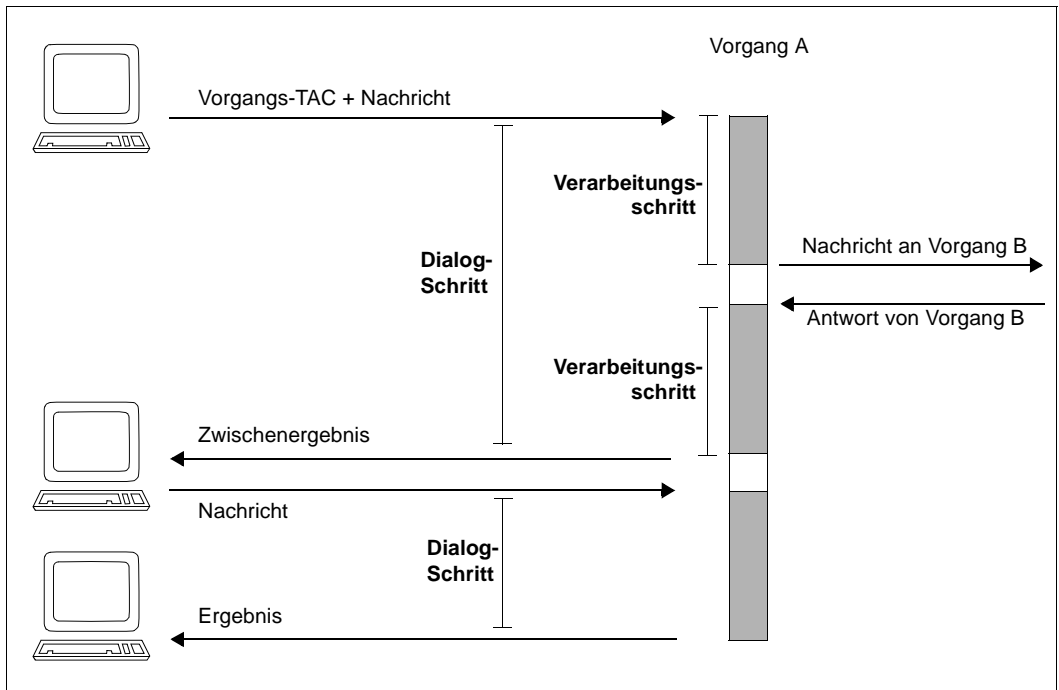 Vorgang A
Vorgangs-TAC + Nachricht
Verarbeitungs-
schritt
Nachricht an Vorgang B
Dialog-
Schritt
Antwort von Vorgang B
Verarbeitungs-
schritt
Zwischenergebnis
Nachricht
Dialog-
Schritt
Ergebnis